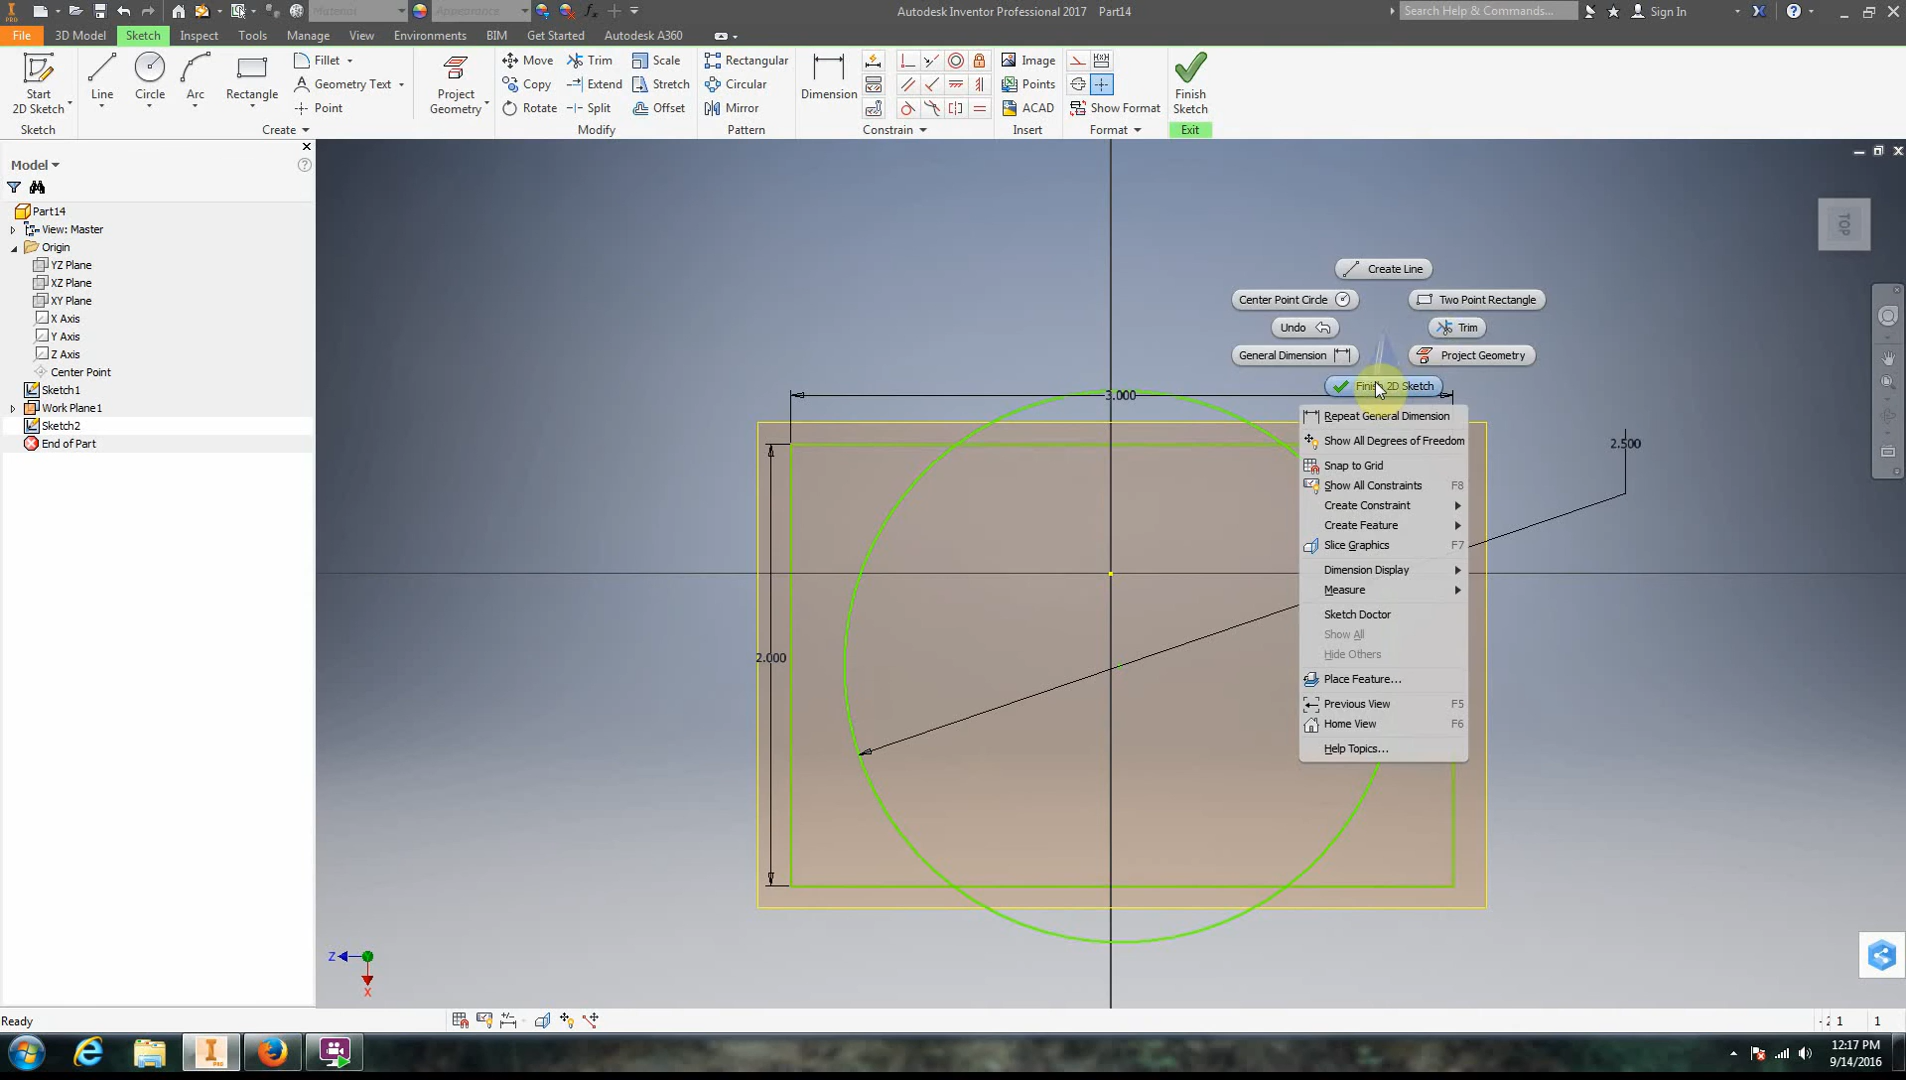 Material
Appearance
Autodesk Inventor Professional 2017 Part14
Search Help & Commands...
Sign In
PRO
File
3D Model
Sketch
Inspect
Tools
Manage
View
Environments
BIM
Get Started
Autodesk A360
Start
2D Sketch
Line
Circle
Arc
Rectangle
Fillet
Geometry Text
Point
Project
Geometry
Move
Copy
Rotate
Trim
Extend
Split
Scale
Stretch
Offset
Rectangular
Circular
Mirror
Dimension
Image
Points
ACAD
Show Format
Finish
Sketch
Sketch
Create
Modify
Pattern
Constrain
Insert
Format
Exit
Model
Part14
View: Master
Origin
YZ Plane
XZ Plane
XY Plane
X Axis
Y Axis
Z Axis
Center Point
Sketch1
Work Plane1
Sketch2
End of Part
TOP
Create Line
Center Point Circle
Two Point Rectangle
Undo
Trim
General Dimension
Project Geometry
Finish 2D Sketch
3.000
2.500
2.000
Repeat General Dimension
Show All Degrees of Freedom
Snap to Grid
Show All Constraints F8
Create Constraint
Create Feature
Slice Graphics F7
Dimension Display
Measure
Sketch Doctor
Show All
Hide Others
Place Feature...
Previous View F5
Home View F6
Help Topics...
Z
X
Ready
1 1
PRO
12:17 PM
9/14/2016